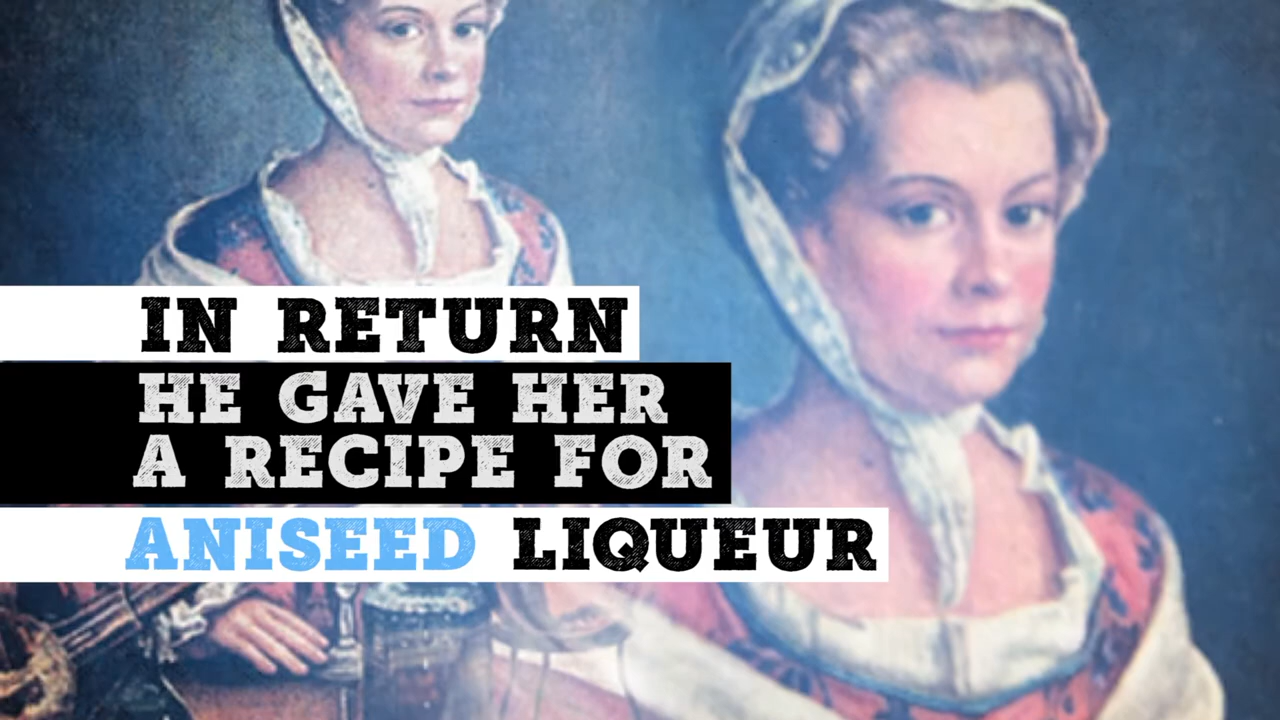 IN RETURN
HE GAVE HER
A RECIPE FOR
ANISEED LIQUEUR